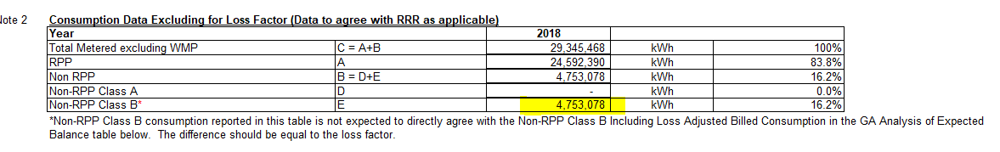 ote 2 Consumption Data Excluding for Loss Factor (Data to agree with RRR as applicable)
Year 2018
Total Metered excluding WMP C = A+B 29,345,468 kWh 100%
RPP A 24,592,390 kWh 83.8%
Non RPP B = D+E 4,753,078 kWh 16.2%
Non-RPP Class A D - kWh 0.0%
Non-RPP Class B* E 4,753,078 kWh 16.2%
*Non-RPP Class B consumption reported in this table is not expected to directly agree with the Non-RPP Class B Including Loss Adjusted Billed Consumption in the GA Analysis of Expected
Balance table below. The difference should be equal to the loss factor.